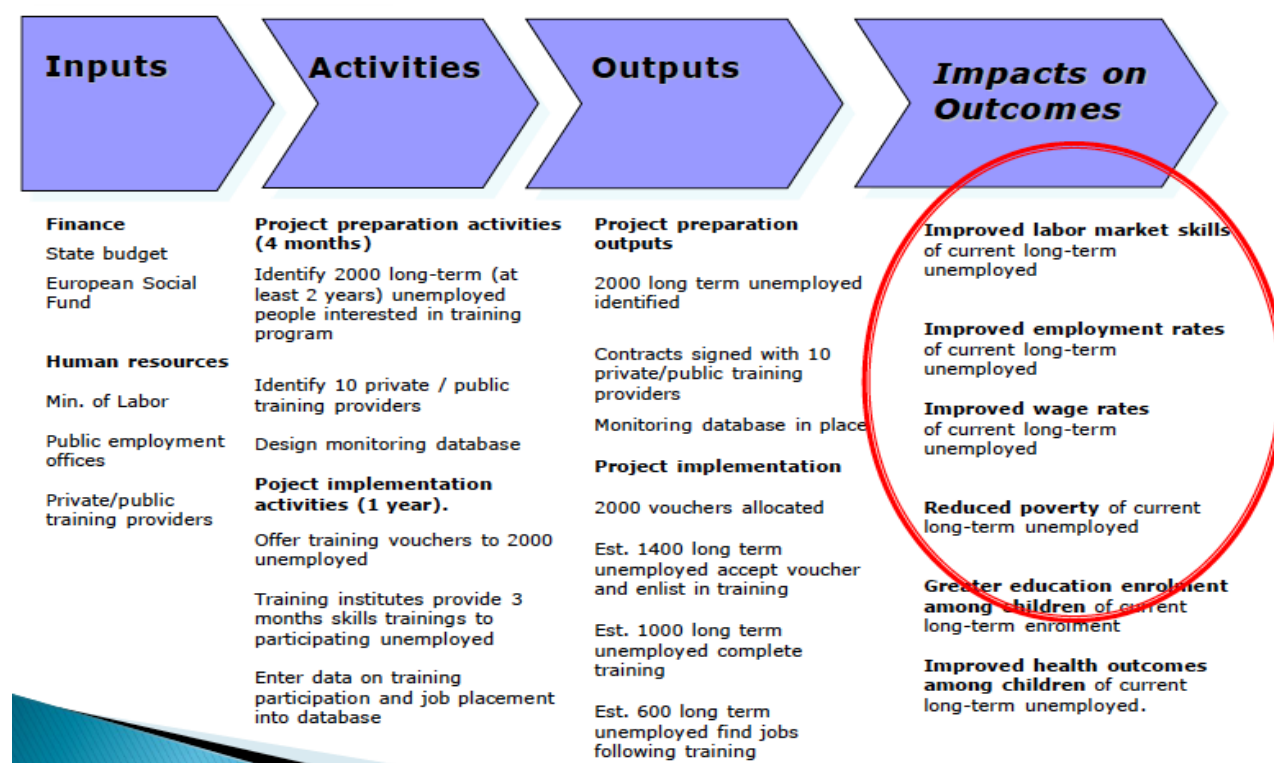 Inputs
Activities
Outputs
Impacts on
Outcomes
Finance
State budget
European Social
Fund
Human resources
Min. of Labor
Public employment
offices
Private/public
training providers
Project preparation activities
(4 months)
Identify 2000 long-term (at
least 2 years) unemployed
people interested in training
program
Identify 10 private / public
training providers
Design monitoring database
Poject implementation
activities (1 year).
Offer training vouchers to 2000
unemployed
Training institutes provide 3
months skills trainings to
participating unemployed
Enter data on training
participation and job placement
into database
Project preparation
outputs
2000 long term unemployed
identified
Contracts signed with 10
private/public training
providers
Monitoring database in place
Project implementation
2000 vouchers allocated
Est. 1400 long term
unemployed accept voucher
and enlist in training
Est. 1000 long term
unemployed complete
training
Est. 600 long term
unemployed find jobs
following training
Improved labor market skills
of current long-term
unemployed
Improved employment rates
of current long-term
unemployed
Improved wage rates
of current long-term
unemployed
Reduced poverty of current
long-term unemployed
Greater education enrolment
among children of current
long-term enrolment
Improved health outcomes
among children of current
long-term unemployed.